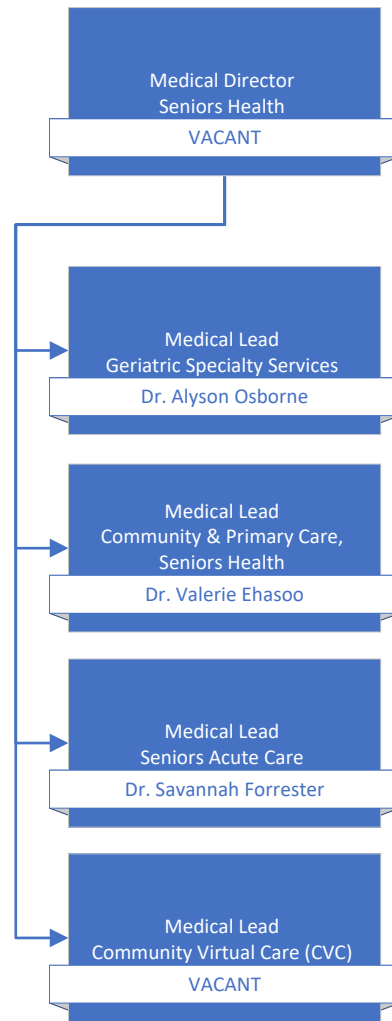 Medical Director
Seniors Health
VACANT
Medical Lead
Geriatric Specialty Services
Dr. Alyson Osborne
Medical Lead
Community & Primary Care,
Seniors Health
Dr. Valerie Ehasoo
Medical Lead
Seniors Acute Care
Dr. Savannah Forrester
Medical Lead
Community Virtual Care (CVC)
VACANT